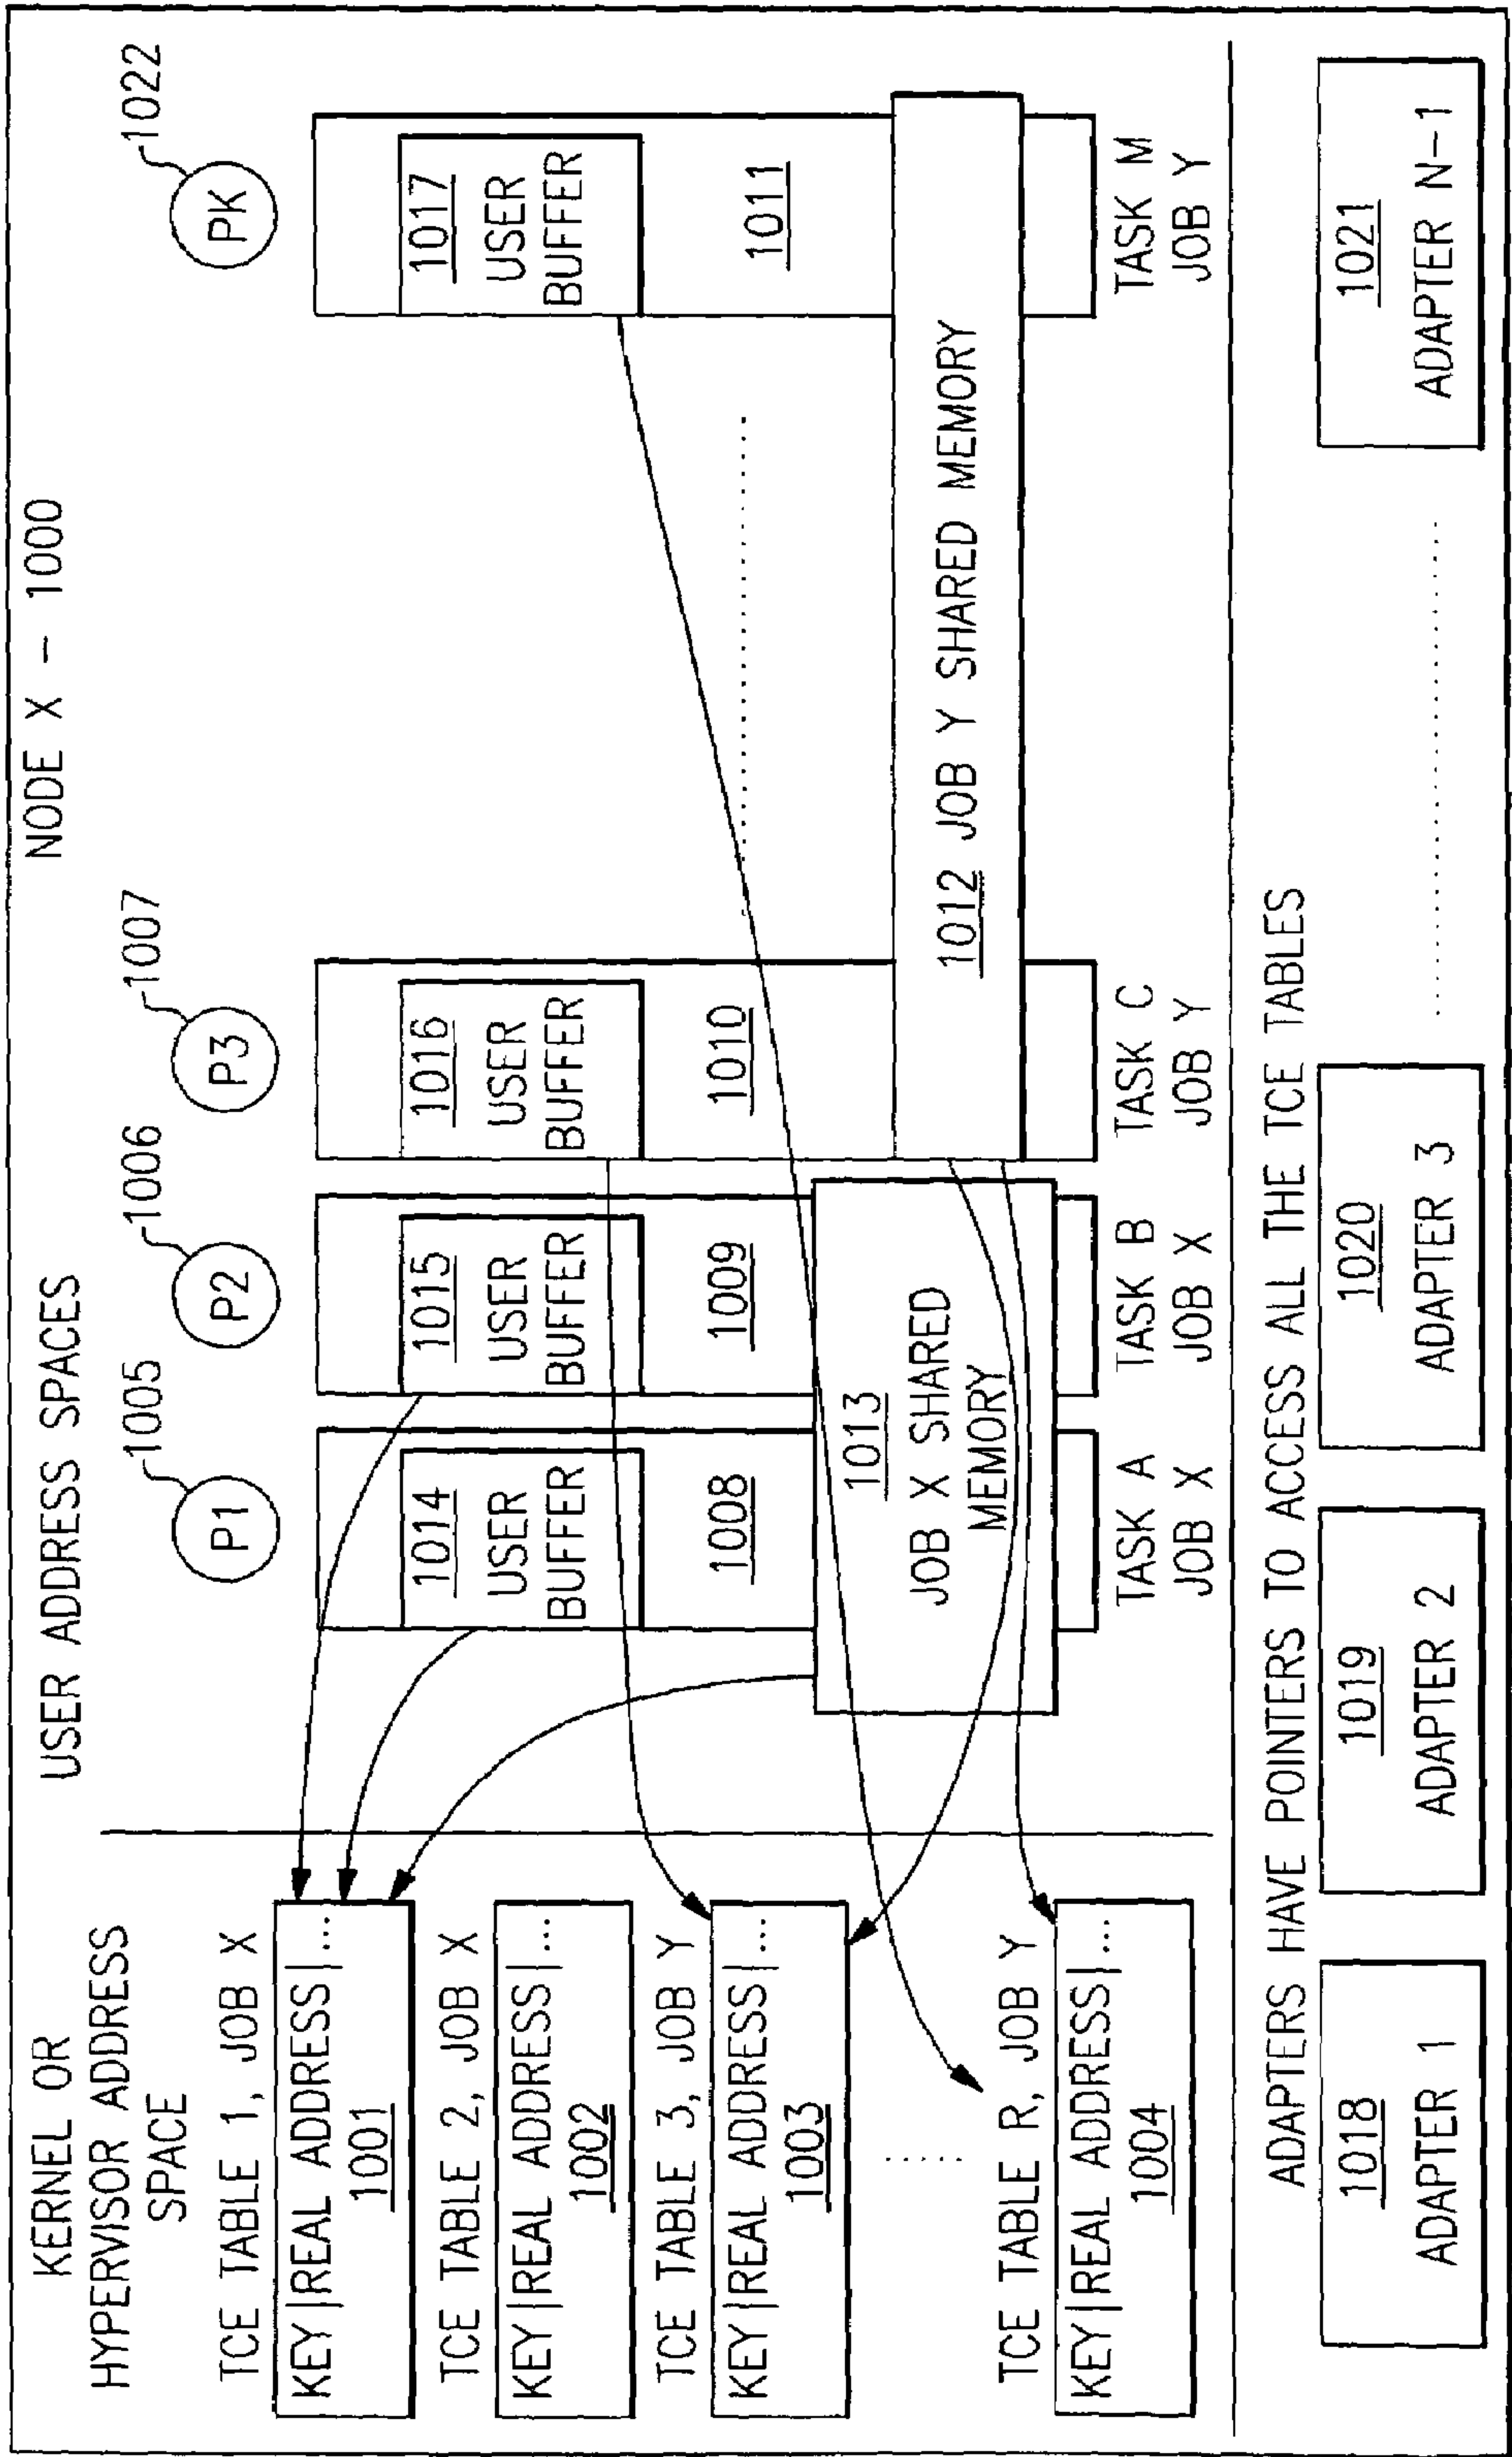 NODE X – 1000
KERNEL OR
HYPERVISOR ADDRESS
SPACE
USER ADDRESS SPACES
1005
1006
1007
1022
P1
P2
P3
PK
TCE TABLE 1, JOB X
KEY|REAL ADDRESS|...
1001
TCE TABLE 2, JOB X
KEY|REAL ADDRESS|...
1002
TCE TABLE 3, JOB Y
KEY|REAL ADDRESS|...
1003
......
TCE TABLE R, JOB Y
KEY|REAL ADDRESS|...
1004
1014
USER
BUFFER
1008
1015
USER
BUFFER
1009
1016
USER
BUFFER
1010
1017
USER
BUFFER
1011
1013
JOB X SHARED
MEMORY
1012 JOB Y SHARED MEMORY
TASK A
JOB X
TASK B
JOB X
TASK C
JOB Y
TASK M
JOB Y
ADAPTERS HAVE POINTERS TO ACCESS ALL THE TCE TABLES
1018
ADAPTER 1
1019
ADAPTER 2
1020
ADAPTER 3
1021
ADAPTER N-1